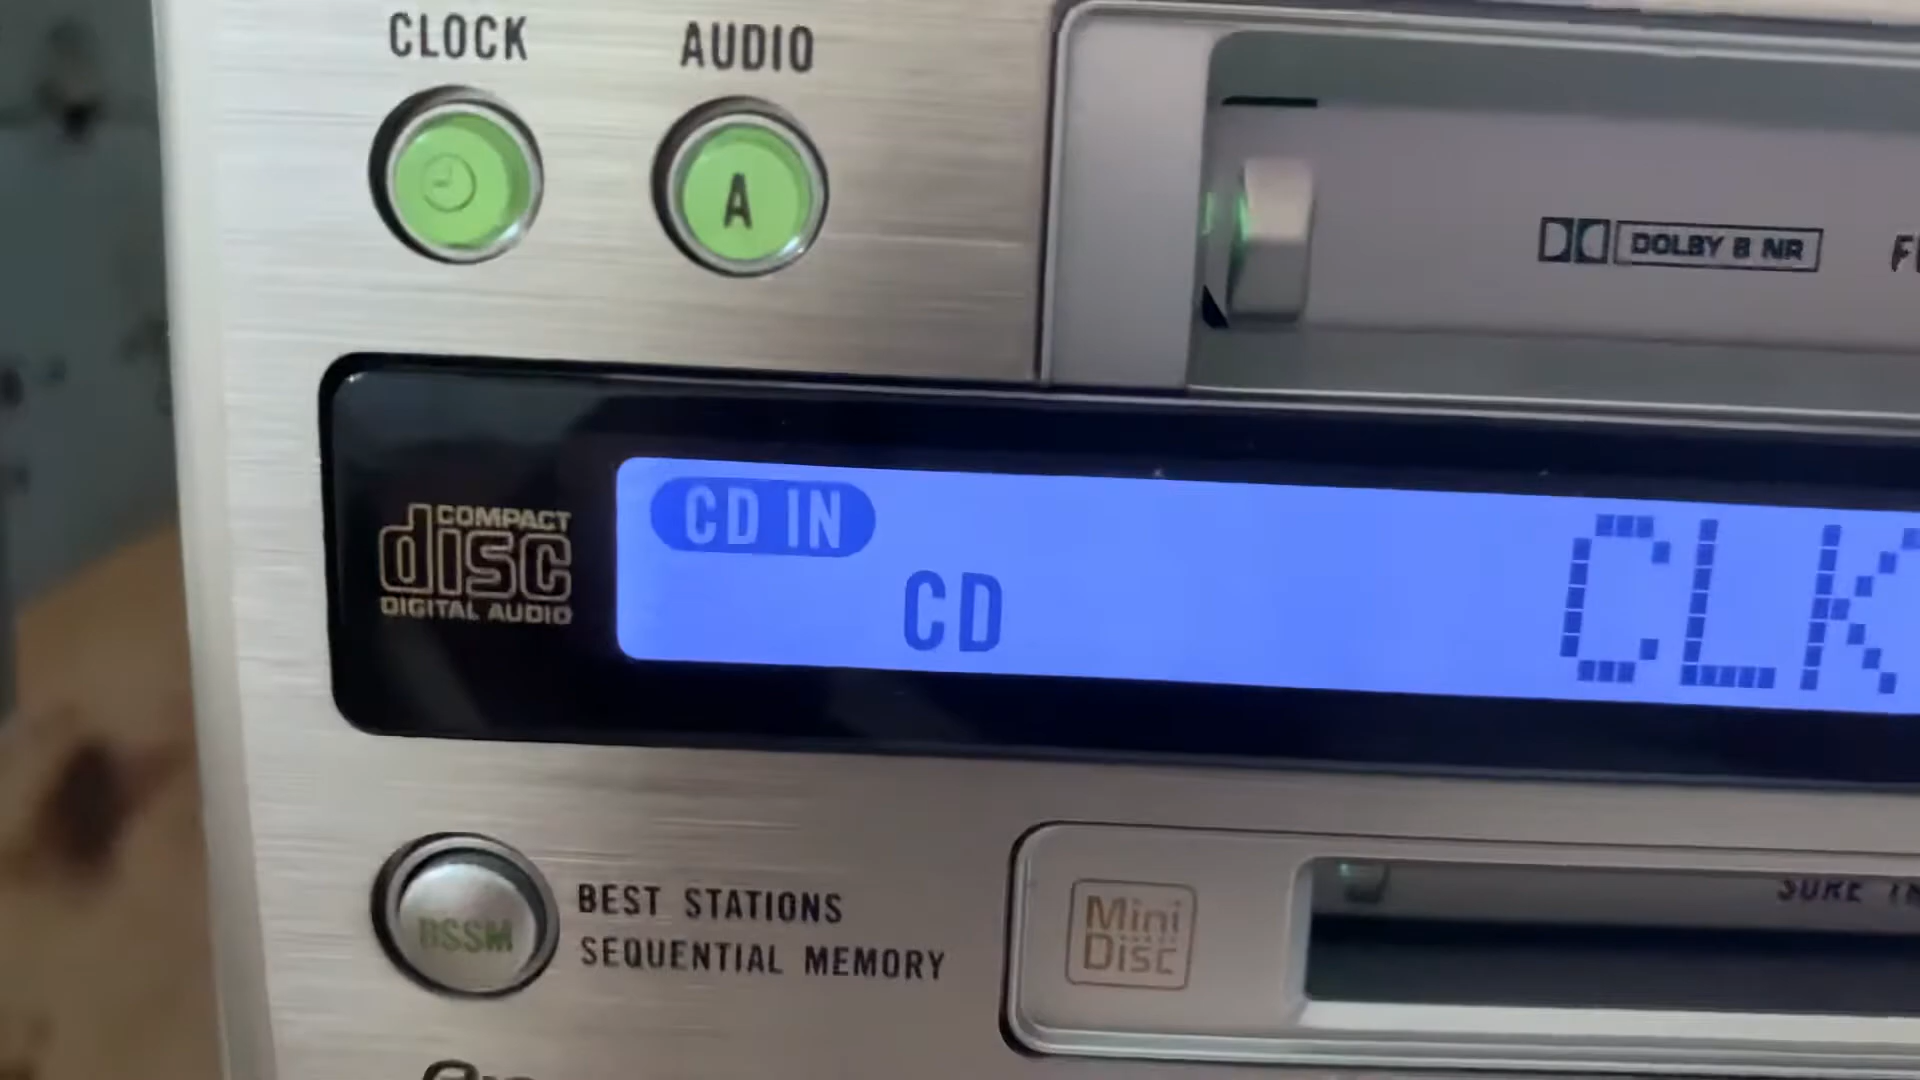 CLOCK
AUDIO
A
DOLBY B NR
COMPACT
disc
DIGITAL AUDIO
CD IN
CD
CLK
BSSM
BEST STATIONS
SEQUENTIAL MEMORY
Mini
Disc
SURE